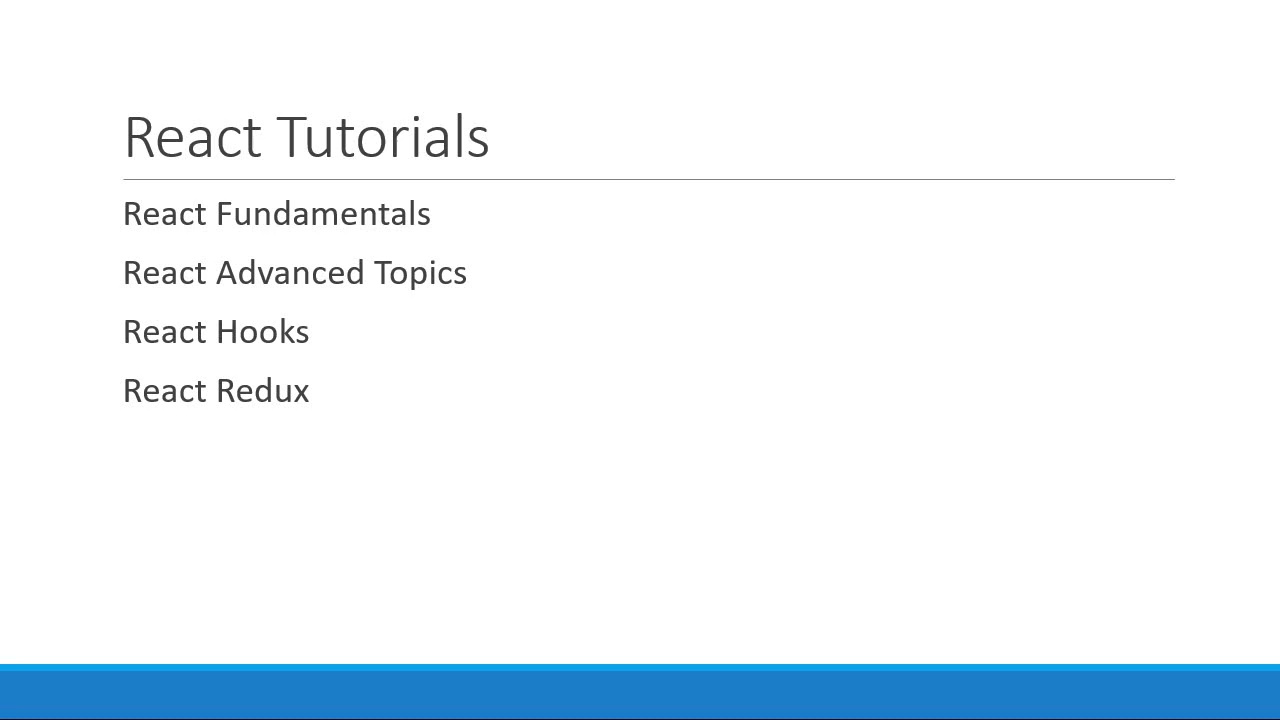 React Tutorials
React Fundamentals
React Advanced Topics
React Hooks
React Redux